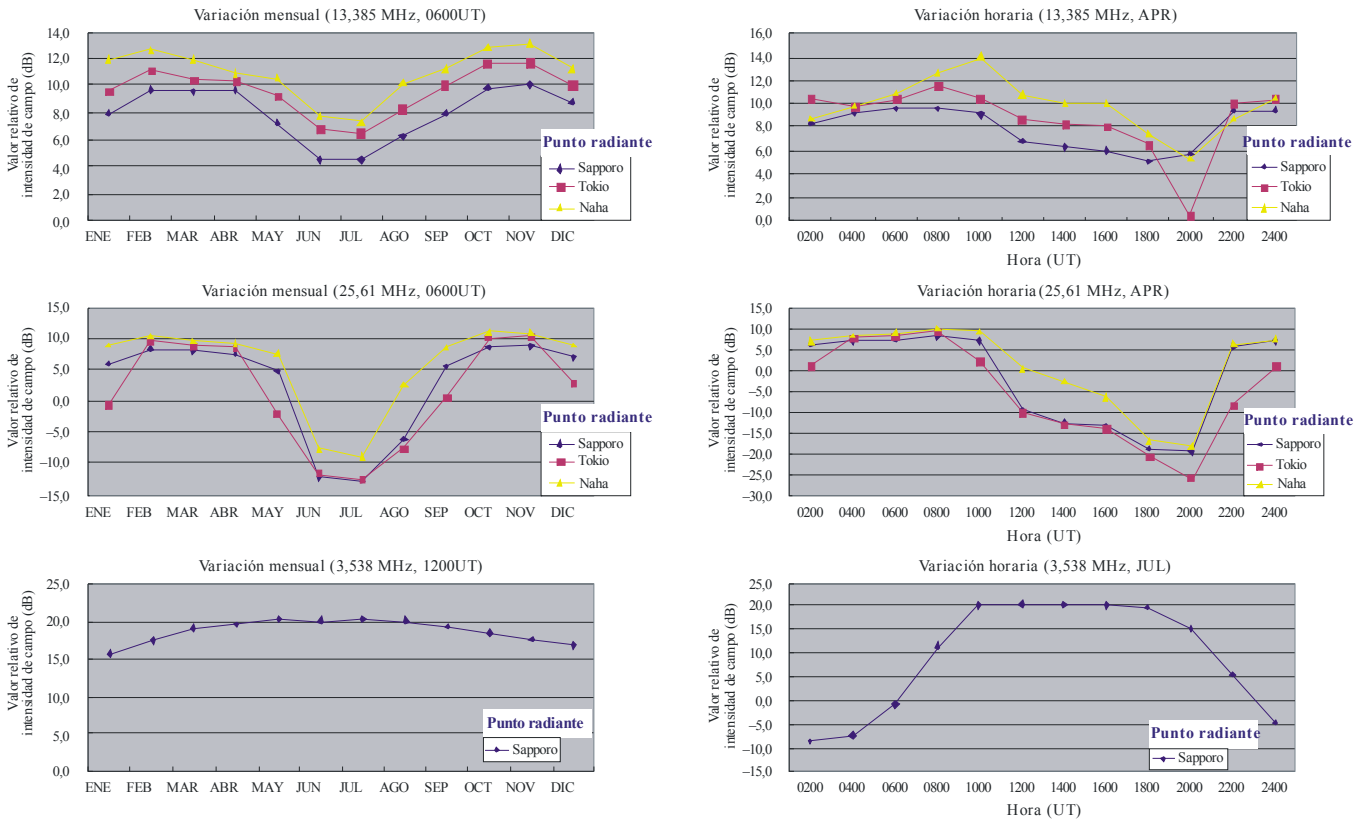 Variación mensual (13,385 MHz, 0600UT)
Valor relativo de
intensidad de campo (dB)
14,0
12,0
10,0
8,0
6,0
4,0
2,0
0,0
ENE FEB MAR ABR MAY JUN JUL AGO SEP OCT NOV DIC
Punto radiante
Sapporo
Tokio
Naha
Variación horaria (13,385 MHz, APR)
Valor relativo de
intensidad de campo (dB)
16,0
14,0
12,0
10,0
8,0
6,0
4,0
2,0
0,0
0200 0400 0600 0800 1000 1200 1400 1600 1800 2000 2200 2400
Hora (UT)
Punto radiante
Sapporo
Tokio
Naha
Variación mensual (25,61 MHz, 0600UT)
Valor relativo de
intensidad de campo (dB)
15,0
10,0
5,0
0,0
–5,0
–10,0
–15,0
ENE FEB MAR ABR MAY JUN JUL AGO SEP OCT NOV DIC
Punto radiante
Sapporo
Tokio
Naha
Variación horaria (25,61 MHz, APR)
Valor relativo de
intensidad de campo (dB)
15,0
10,0
5,0
0,0
–5,0
–10,0
–15,0
–20,0
–25,0
–30,0
0200 0400 0600 0800 1000 1200 1400 1600 1800 2000 2200 2400
Hora (UT)
Punto radiante
Sapporo
Tokio
Naha
Variación mensual (3,538 MHz, 1200UT)
Valor relativo de
intensidad de campo (dB)
25,0
20,0
15,0
10,0
5,0
0,0
ENE FEB MAR ABR MAY JUN JUL AGO SEP OCT NOV DIC
Punto radiante
Sapporo
Variación horaria (3,538 MHz, JUL)
Valor relativo de
intensidad de campo (dB)
25,0
20,0
15,0
10,0
5,0
0,0
–5,0
–10,0
–15,0
0200 0400 0600 0800 1000 1200 1400 1600 1800 2000 2200 2400
Hora (UT)
Punto radiante
Sapporo